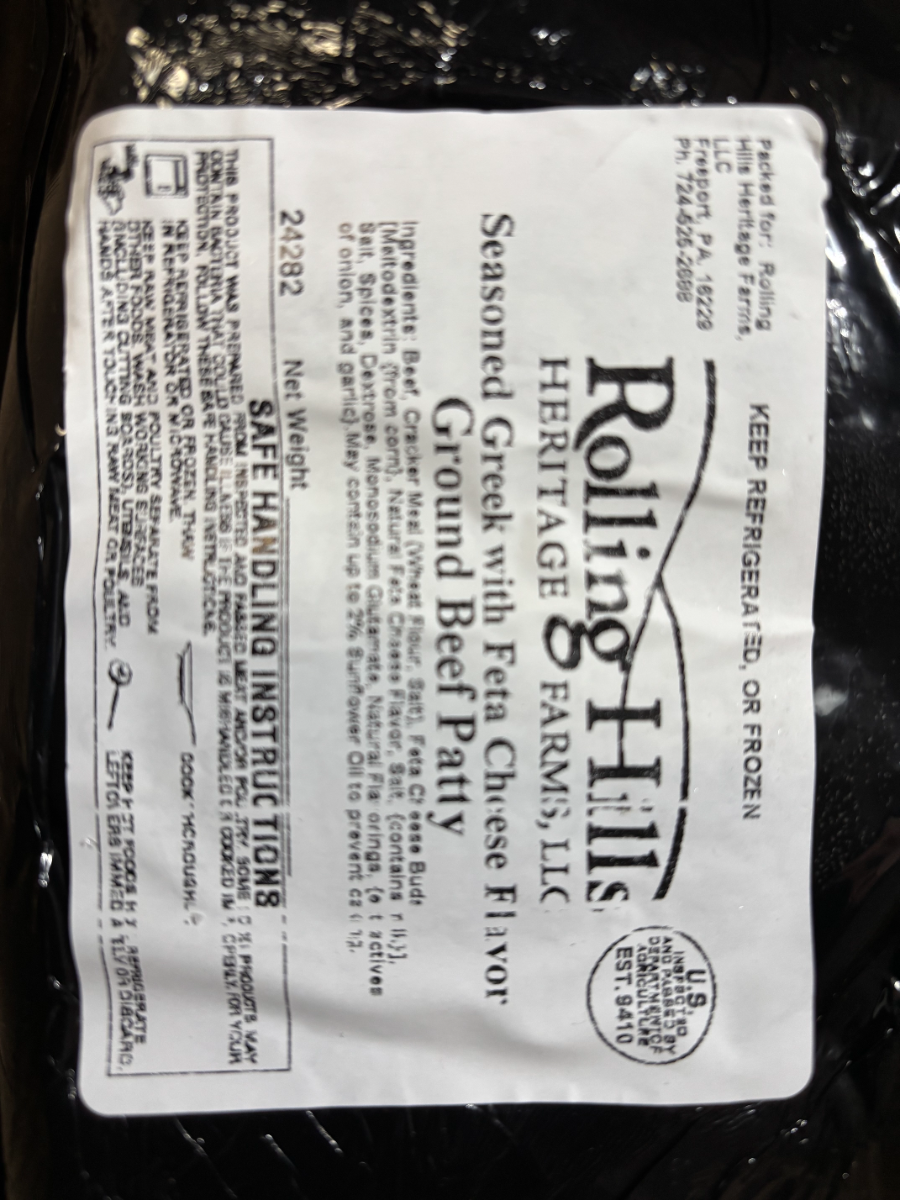 KEEP REFRIGERATED, OR FROZEN
Packed for: Rolling
Hills Heritage Farms,
LLC
Freeport, PA, 16229
Ph. 724-525-2688
Rolling Hills
HERITAGE FARMS, LLC
U.S.
INSPECTED
AND PASSED BY
DEPARTMENT OF
AGRICULTURE
EST. 9410
Seasoned Greek with Feta Cheese Flavor
Ground Beef Patty
Ingredients: Beef, Cracker Meal (Wheat Flour, Salt), Feta Cheese Buds
[Maltodextrin (from corn), Natural Feta Cheese Flavor, Salt, (contains milk)],
Salt, Spices, Dextrose, Monosodium Glutamate, Natural Flavorings, (extractives
of onion, and garlic) May contain up to 2% Sunflower Oil to prevent caking.
24282 Net Weight
SAFE HANDLING INSTRUCTIONS
THIS PRODUCT WAS PREPARED FROM INSPECTED AND PASSED MEAT AND/OR POULTRY. SOME FOOD PRODUCTS MAY
CONTAIN BACTERIA THAT COULD CAUSE ILLNESS IF THE PRODUCT IS MISHANDLED OR COOKED IMPROPERLY. FOR YOUR
PROTECTION, FOLLOW THESE SAFE HANDLING INSTRUCTIONS.
KEEP REFRIGERATED OR FROZEN. THAW
IN REFRIGERATOR OR MICROWAVE.
COOK THOROUGHLY.
KEEP RAW MEAT AND POULTRY SEPARATE FROM
OTHER FOODS. WASH WORKING SURFACES
(INCLUDING CUTTING BOARDS), UTENSILS, AND
HANDS AFTER TOUCHING RAW MEAT OR POULTRY.
KEEP HOT FOODS HOT. REFRIGERATE
LEFTOVERS IMMEDIATELY OR DISCARD.